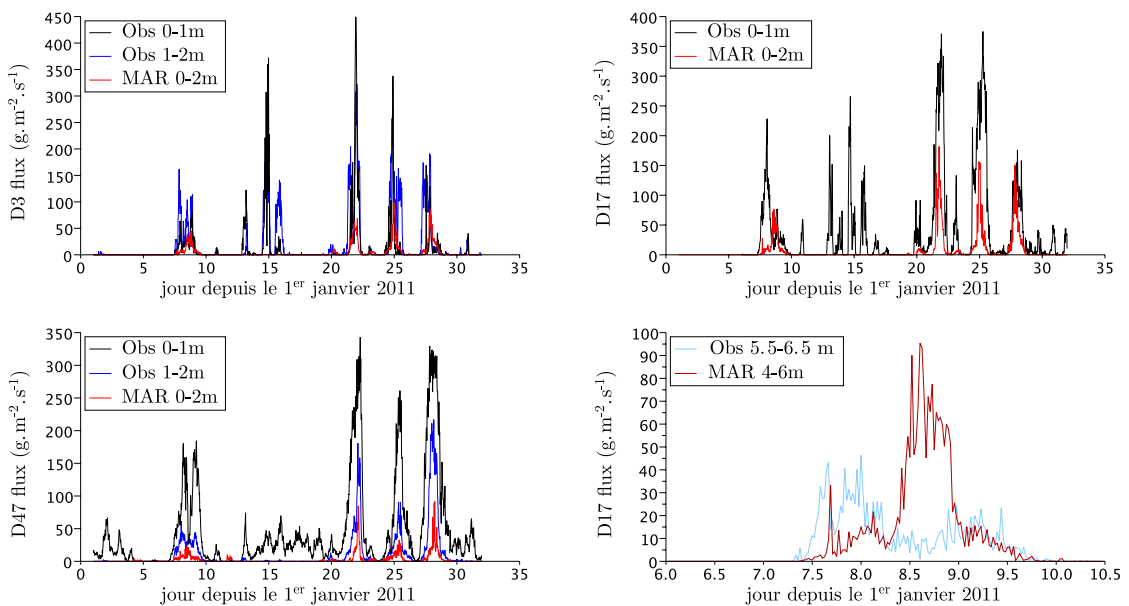 D3 flux (g.m⁻².s⁻¹)
450
400
350
300
250
200
150
100
50
0
Obs 0-1m
Obs 1-2m
MAR 0-2m
0 5 10 15 20 25 30 35
jour depuis le 1ᵉʳ janvier 2011
D17 flux (g.m⁻².s⁻¹)
400
350
300
250
200
150
100
50
0
Obs 0-1m
MAR 0-2m
0 5 10 15 20 25 30 35
jour depuis le 1ᵉʳ janvier 2011
D47 flux (g.m⁻².s⁻¹)
350
300
250
200
150
100
50
0
Obs 0-1m
Obs 1-2m
MAR 0-2m
0 5 10 15 20 25 30 35
jour depuis le 1ᵉʳ janvier 2011
D17 flux (g.m⁻².s⁻¹)
100
90
80
70
60
50
40
30
20
10
0
Obs 5.5-6.5 m
MAR 4-6m
6.0 6.5 7.0 7.5 8.0 8.5 9.0 9.5 10.0 10.5
jour depuis le 1ᵉʳ janvier 2011